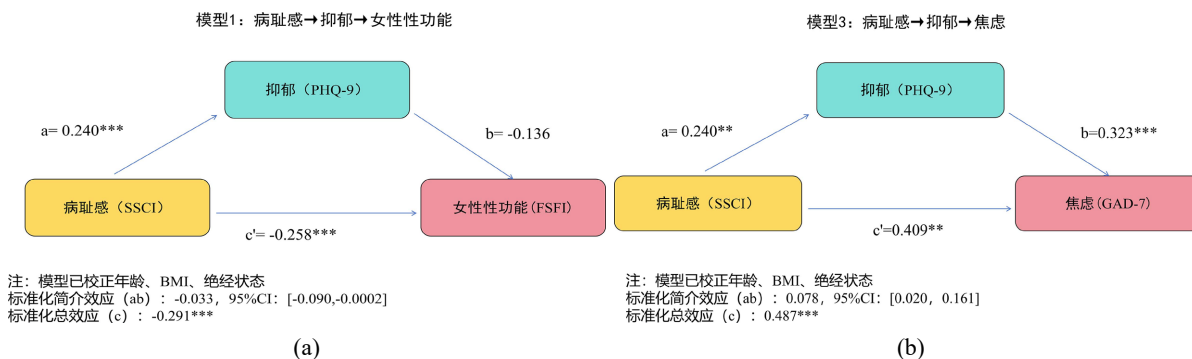 模型1：病耻感→抑郁→女性性功能
抑郁（PHQ-9）
a= 0.240***
b= -0.136
病耻感（SSCI）
女性性功能(FSFI)
c'= -0.258***
注：模型已校正年龄、BMI、绝经状态
标准化简介效应（ab）：-0.033，95%CI：[-0.090,-0.0002]
标准化总效应（c）：-0.291***
(a)
模型3：病耻感→抑郁→焦虑
抑郁（PHQ-9）
a= 0.240**
b=0.323***
病耻感（SSCI）
焦虑(GAD-7)
c'=0.409**
注：模型已校正年龄、BMI、绝经状态
标准化简介效应（ab）：0.078，95%CI：[0.020，0.161]
标准化总效应（c）：0.487***
(b)